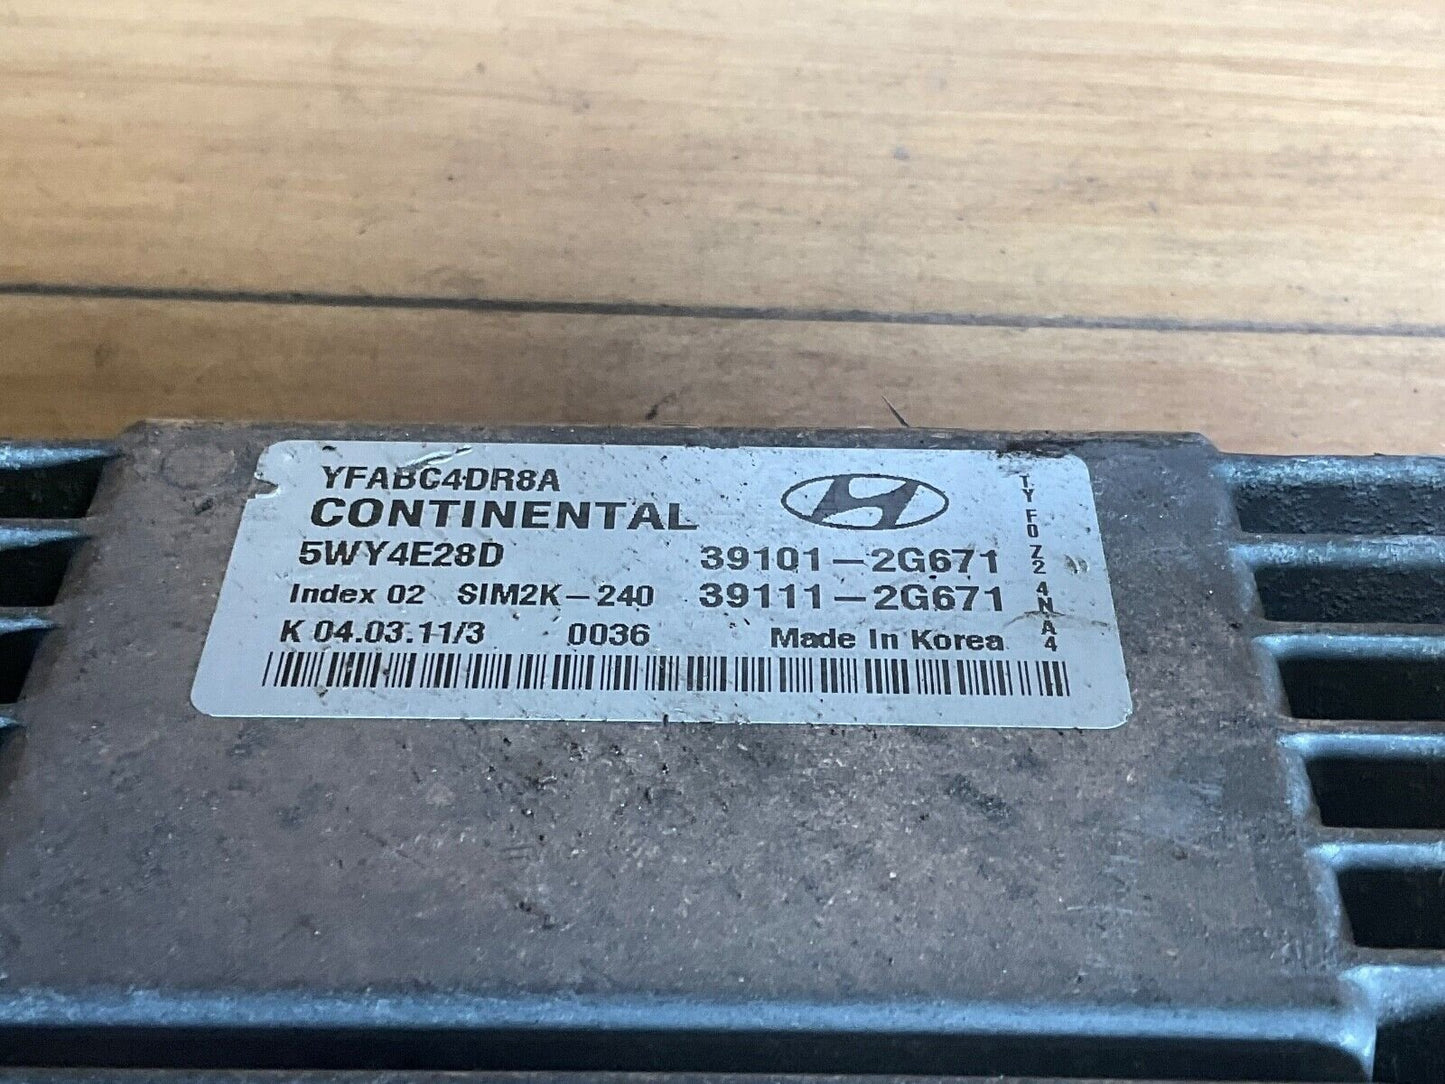 YFABC4DR8A
CONTINENTAL
5WY4E28D 39101-2G671
Index 02 SIM2K-240 39111-2G671
K 04.03.11/3 0036 Made In Korea
TYF0Z24NA4